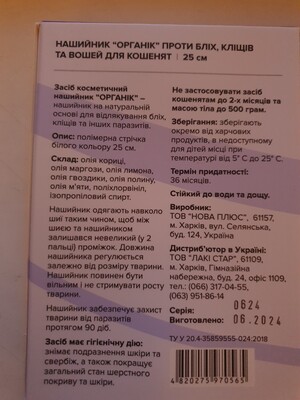 НАШИЙНИК "ОРГАНІК" ПРОТИ БЛІХ, КЛІЩІВ
ТА ВОШЕЙ ДЛЯ КОШЕНЯТ | 25 см
Засіб косметичний
нашийник "ОРГАНІК" –
нашийник на натуральній
основі для відлякування бліх,
кліщів та інших паразитів.
Опис: полімерна стрічка
білого кольору 25 см.
Склад: олія кориці,
олія маргози, олія лимона,
олія гвоздики, олія полину,
олія м'яти, поліхлорвініл,
ізопропіловий спирт.
Нашийник одягають навколо
шиї таким чином, щоб між
шиєю та нашийником
залишався невеликий (у 2
пальці) проміжок. Довжина
нашийника регулюється
залежно від розміру тварини.
Нашийник повинен бути
вільним і не стримувати росту
тварини.
Нашийник забезпечує захист
тварини від паразитів
протягом 90 діб.
Засіб має гігієнічну дію:
знімає подразнення шкіри та
свербіж, а також покращує
загальний стан шерстного
покриву та шкіри.
Не застосовувати засіб
кошенятам до 2-х місяців та
масою тіла до 500 грам.
Зберігання: зберігають
окремо від харчових
продуктів, в недоступному
для дітей місці при
температурі від 5° С до 25° С.
Термін придатності:
36 місяців.
Стійкий до води та дощу.
Виробник:
ТОВ "НОВА ПЛЮС", 61157,
м. Харків, вул. Селянська,
буд. 124, Україна
Дистриб'ютор в Україні:
ТОВ "ЛАКІ СТАР", 61109,
м. Харків, Гімназійна
набережна, буд. 24, офіс 1109,
тел.: (066) 317-04-55,
(063) 951-86-14
Серія: 0624
Виготовлено: 06.2024
ТУ У 20.4-35859555-024:2018
4 820275 970565